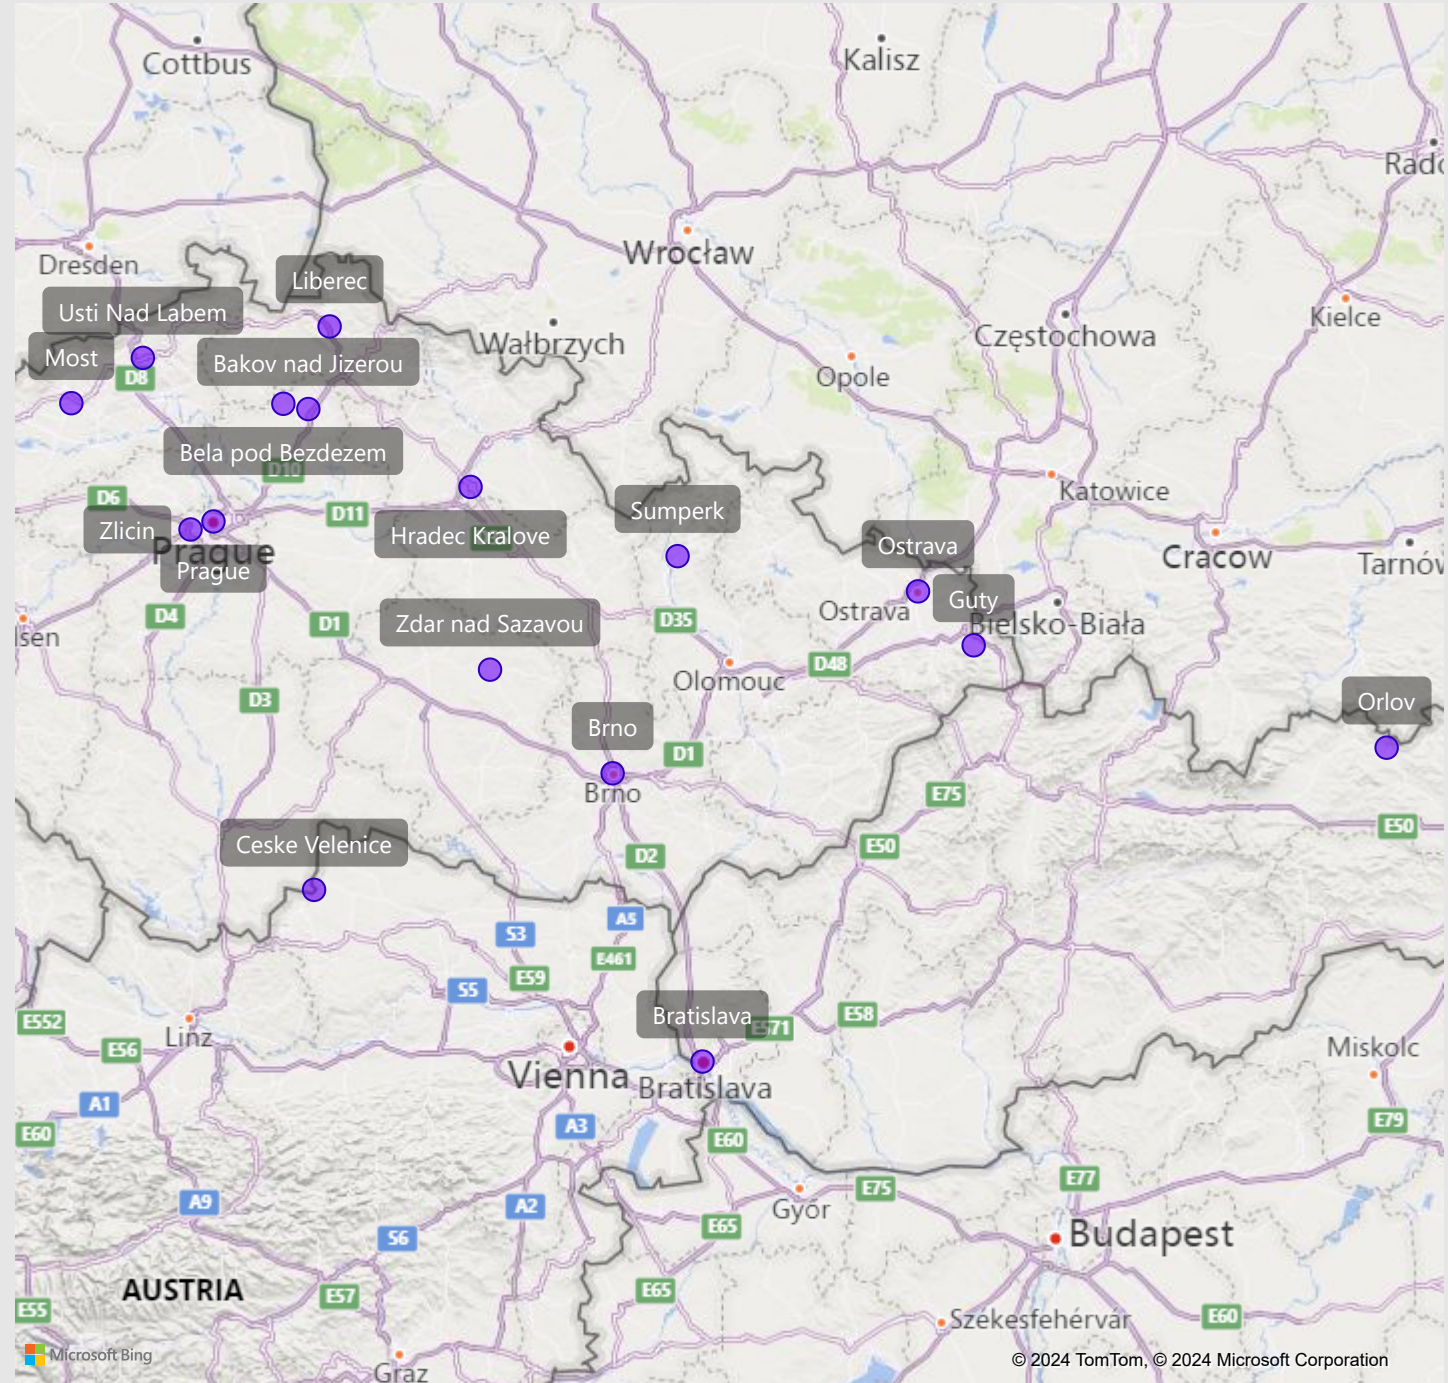 Cottbus
Kalisz
Rado
Wrocław
Dresden
Liberec
Usti Nad Labem
Kielce
Częstochowa
Wałbrzych
Most
Bakov nad Jizerou
D8
Opole
Bela pod Bezdezem
D10
Katowice
D6
D11
Sumperk
Zlicin
Hradec Kralove
Prague
Prague
Ostrava
Cracow
Tarnów
Guty
Ostrava
Bielsko-Biała
D4
D1
Zdar nad Sazavou
D35
lsen
D48
Olomouc
D3
Orlov
Brno
D1
Brno
E75
E50
Ceske Velenice
E50
D2
A5
S3
E461
E59
S5
Bratislava
E571
E58
E552
Linz
E56
Miskolc
Vienna
Bratislava
A1
E60
A3
E60
E79
E77
E75
A9
A2
Győr
E65
S6
Budapest
AUSTRIA
E57
E65
E55
Székesfehérvár
E60
Microsoft Bing
© 2024 TomTom, © 2024 Microsoft Corporation
Graz